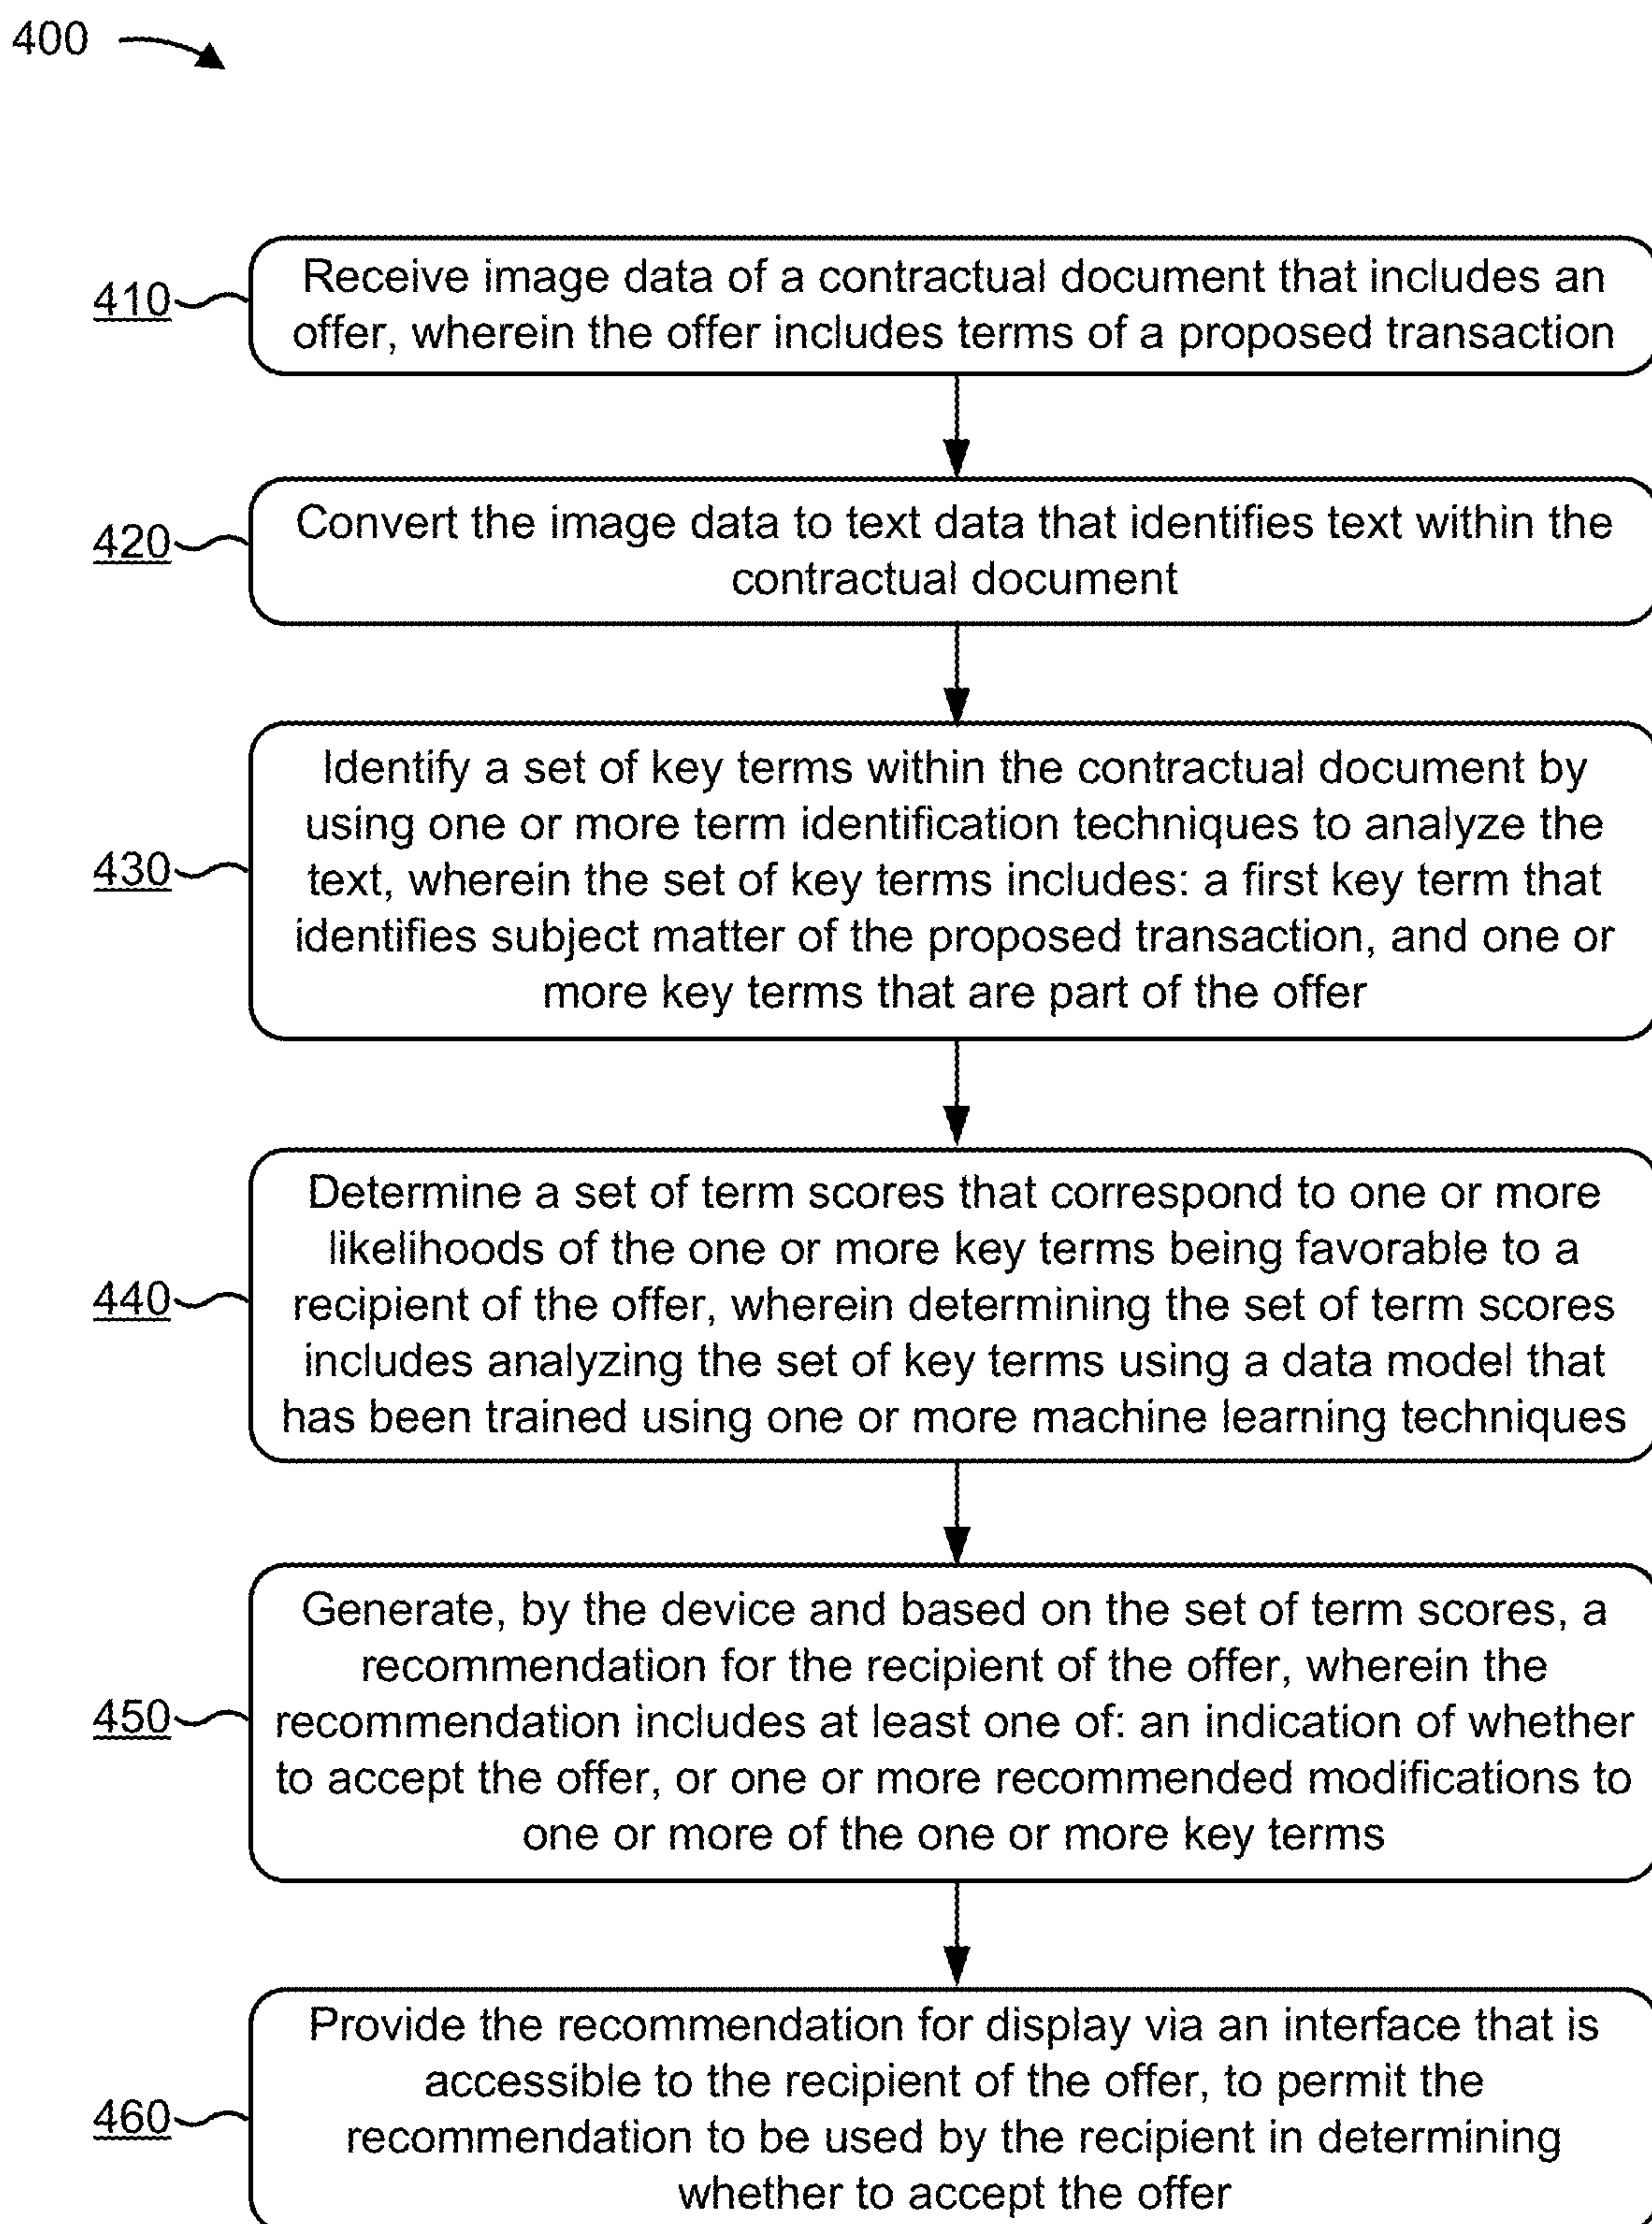 400
410
Receive image data of a contractual document that includes an
offer, wherein the offer includes terms of a proposed transaction
420
Convert the image data to text data that identifies text within the
contractual document
430
Identify a set of key terms within the contractual document by
using one or more term identification techniques to analyze the
text, wherein the set of key terms includes: a first key term that
identifies subject matter of the proposed transaction, and one or
more key terms that are part of the offer
440
Determine a set of term scores that correspond to one or more
likelihoods of the one or more key terms being favorable to a
recipient of the offer, wherein determining the set of term scores
includes analyzing the set of key terms using a data model that
has been trained using one or more machine learning techniques
450
Generate, by the device and based on the set of term scores, a
recommendation for the recipient of the offer, wherein the
recommendation includes at least one of: an indication of whether
to accept the offer, or one or more recommended modifications to
one or more of the one or more key terms
460
Provide the recommendation for display via an interface that is
accessible to the recipient of the offer, to permit the
recommendation to be used by the recipient in determining
whether to accept the offer